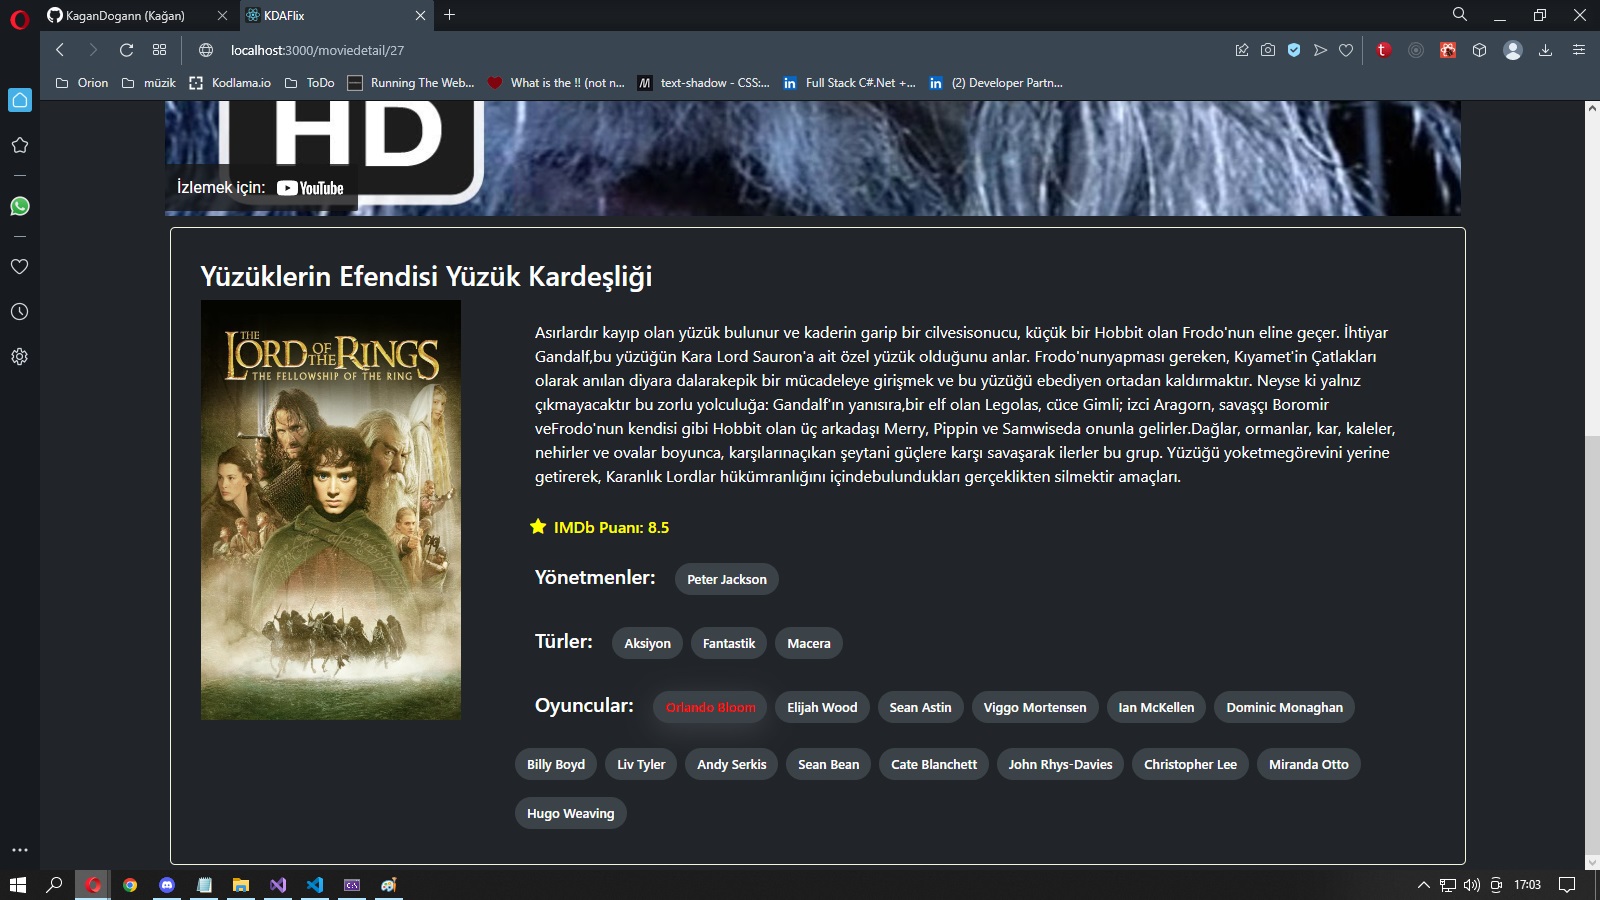 KaganDogann (Kağan)
KDAFlix
localhost:3000/moviedetail/27
Orion
müzik
Kodlama.io
ToDo
Running The Web...
What is the !! (not n...
text-shadow - CSS:...
Full Stack C#.Net +...
(2) Developer Partn...
HD
İzlemek için: YouTube
Yüzüklerin Efendisi Yüzük Kardeşliği
THE
LORD OF THE RINGS
THE FELLOWSHIP OF THE RING
Asırlardır kayıp olan yüzük bulunur ve kaderin garip bir cilvesisonucu, küçük bir Hobbit olan Frodo'nun eline geçer. İhtiyar
Gandalf,bu yüzüğün Kara Lord Sauron'a ait özel yüzük olduğunu anlar. Frodo'nunyapması gereken, Kıyamet'in Çatlakları
olarak anılan diyara dalarakepik bir mücadeleye girişmek ve bu yüzüğü ebediyen ortadan kaldırmaktır. Neyse ki yalnız
çıkmayacaktır bu zorlu yolculuğa: Gandalf'ın yanısıra,bir elf olan Legolas, cüce Gimli; izci Aragorn, savaşçı Boromir
veFrodo'nun kendisi gibi Hobbit olan üç arkadaşı Merry, Pippin ve Samwiseda onunla gelirler.Dağlar, ormanlar, kar, kaleler,
nehirler ve ovalar boyunca, karşılarınaçıkan şeytani güçlere karşı savaşarak ilerler bu grup. Yüzüğü yoketmegörevini yerine
getirerek, Karanlık Lordlar hükümranlığını içindebulundukları gerçeklikten silmektir amaçları.
IMDb Puanı: 8.5
Yönetmenler: Peter Jackson
Türler: Aksiyon Fantastik Macera
Oyuncular: Orlando Bloom Elijah Wood Sean Astin Viggo Mortensen Ian McKellen Dominic Monaghan
Billy Boyd Liv Tyler Andy Serkis Sean Bean Cate Blanchett John Rhys-Davies Christopher Lee Miranda Otto
Hugo Weaving
17:03